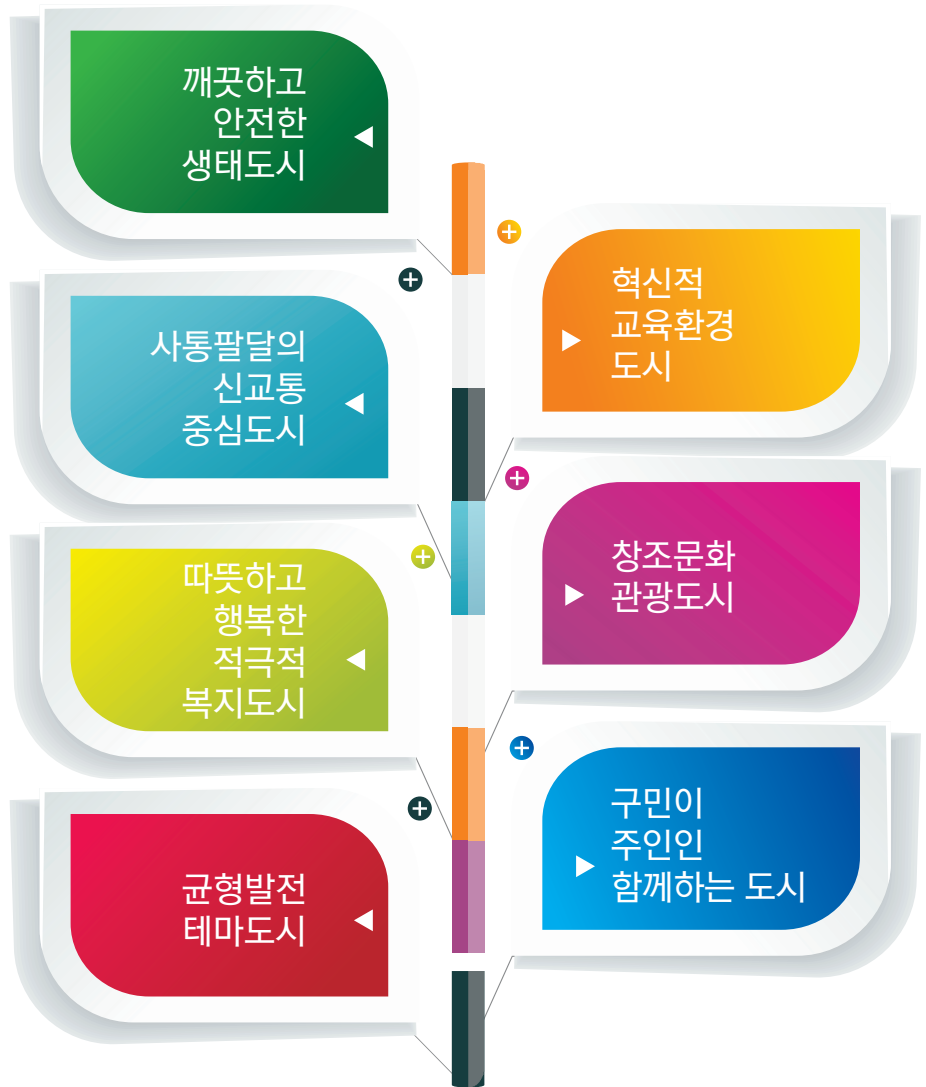 깨끗하고
안전한
생태도시
혁신적
교육환경
도시
사통팔달의
신교통
중심도시
창조문화
관광도시
따뜻하고
행복한
적극적
복지도시
구민이
주인인
함께하는 도시
균형발전
테마도시